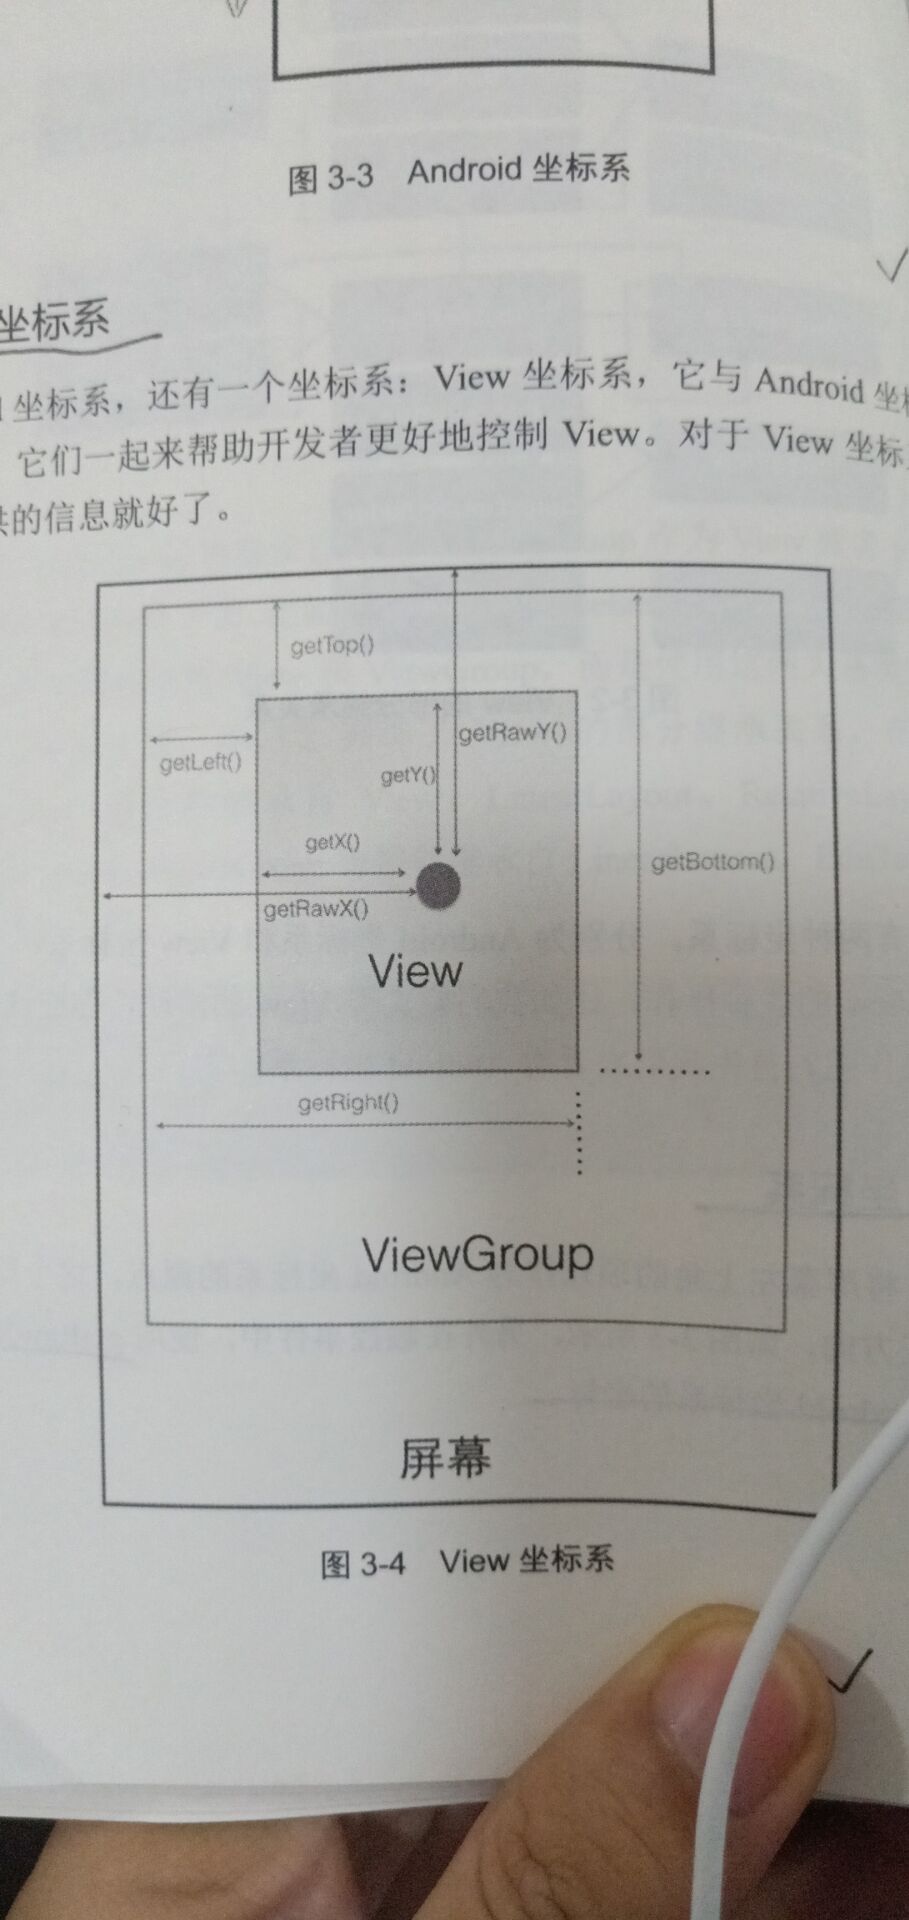 图 3-3 Android 坐标系
坐标系
坐标系，还有一个坐标系：View 坐标系，它与 Android 坐
它们一起来帮助开发者更好地控制 View。对于 View 坐标
的信息就好了。
getTop()
getRawY()
getLeft()
getY()
getX()
getBottom()
getRawX()
View
getRight()
ViewGroup
屏幕
图 3-4 View 坐标系